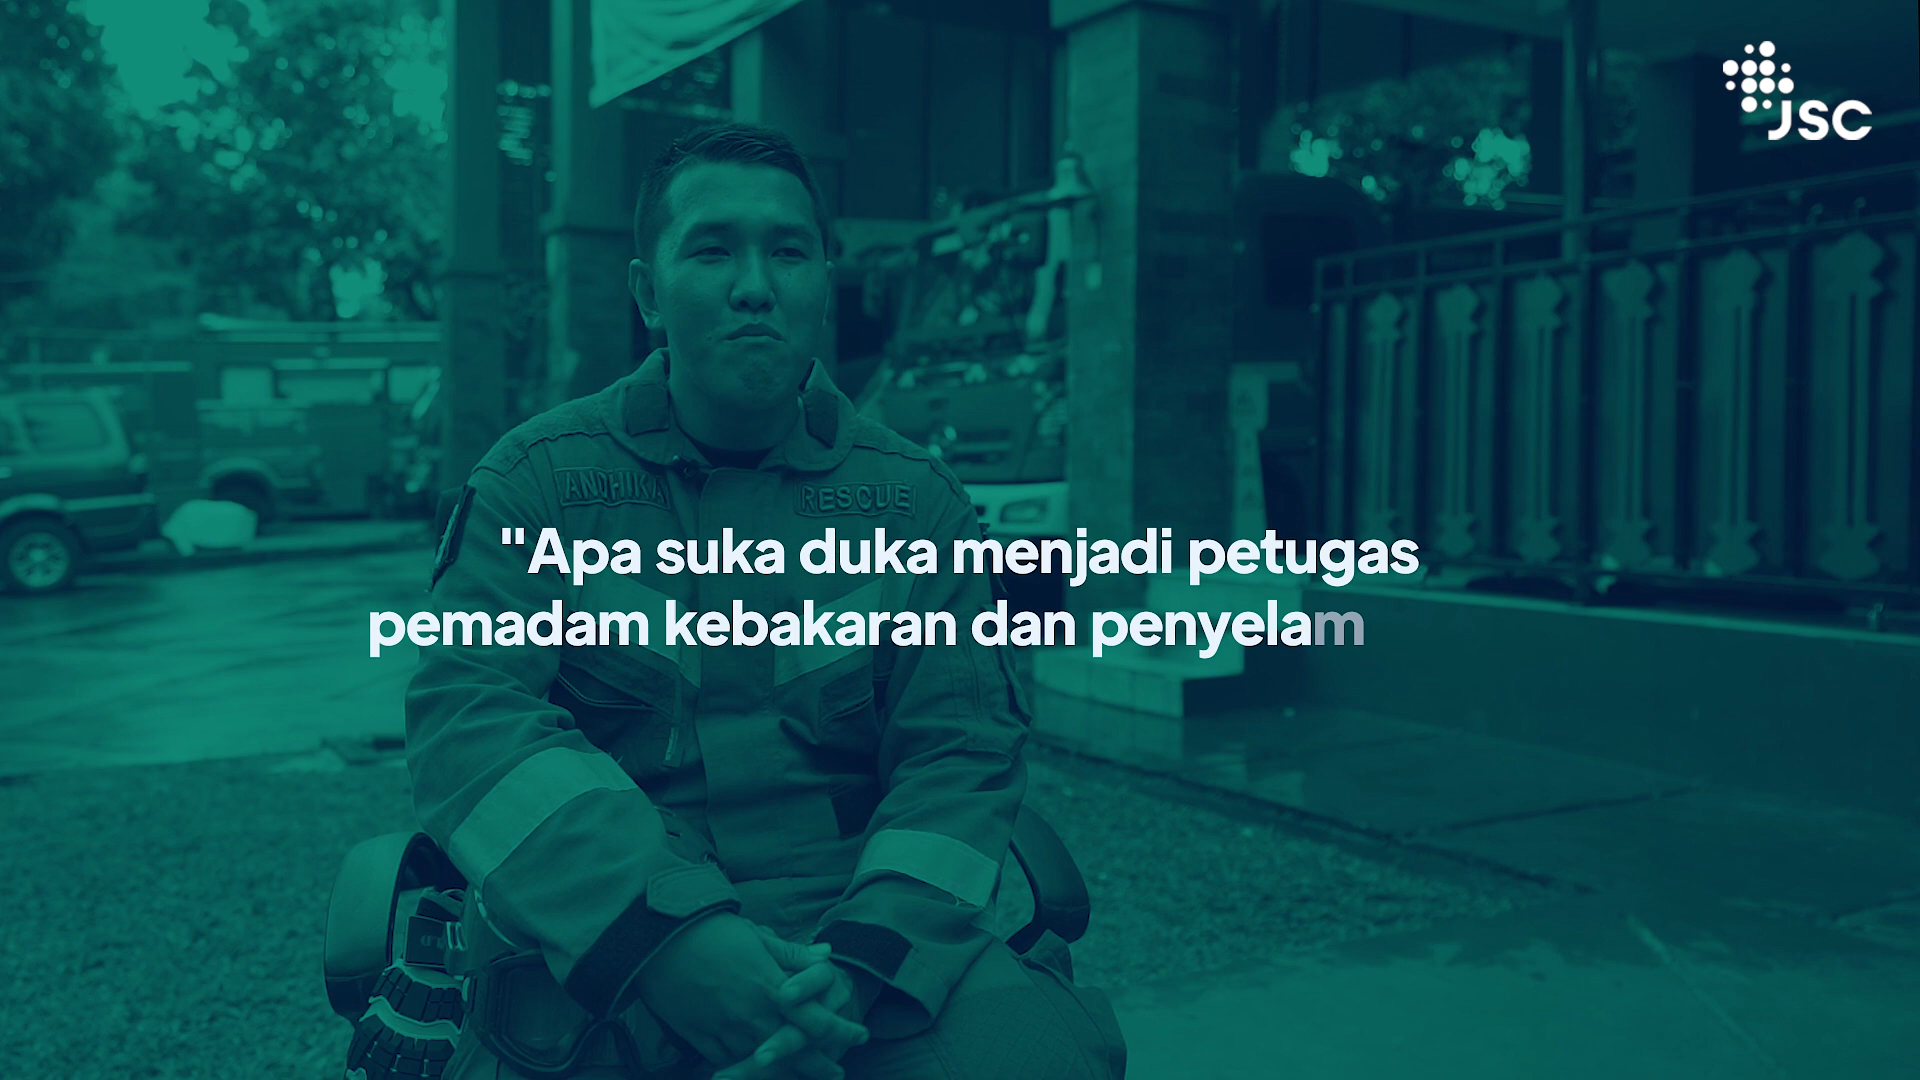 JSC
ANDHIKA
RESCUE
"Apa suka duka menjadi petugas
pemadam kebakaran dan penyelam